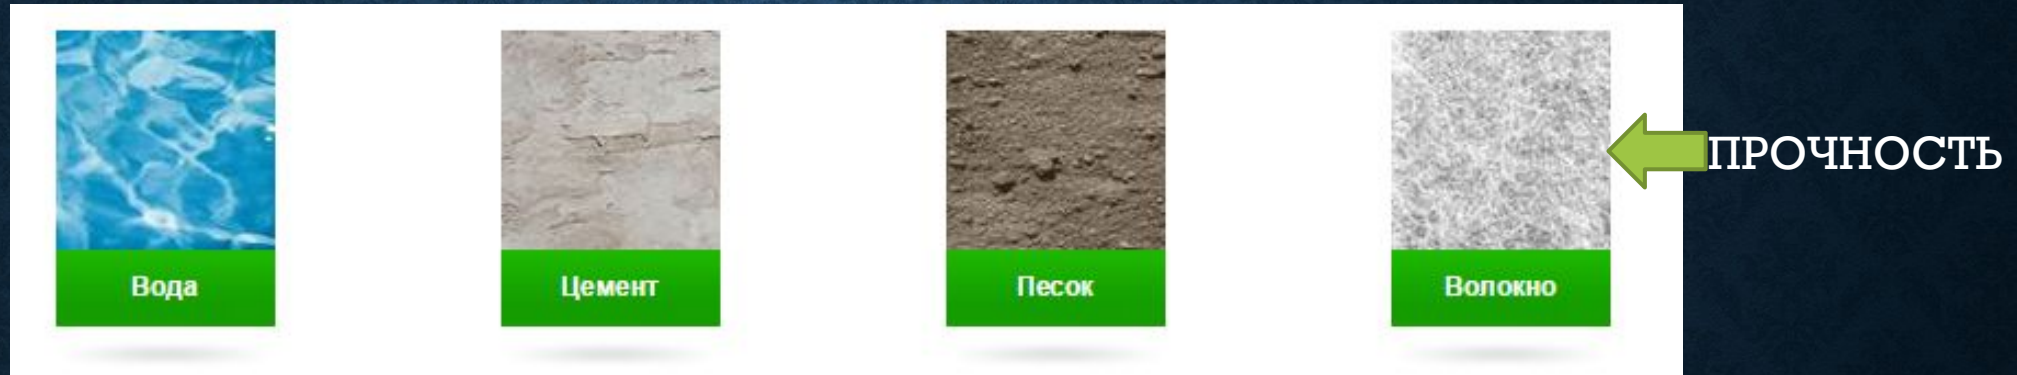 ПРОЧНОСТЬ
Вода
Цемент
Песок
Волокно